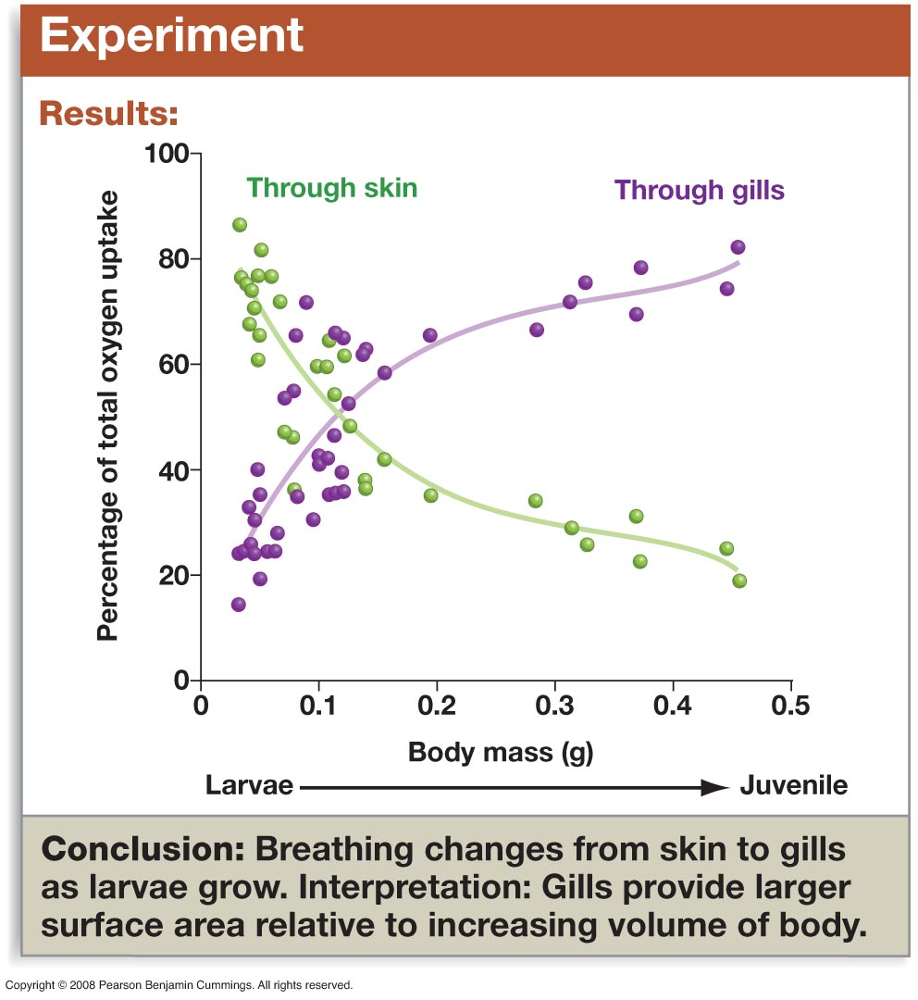 Experiment
Results:
100
80
60
40
20
0
Percentage of total oxygen uptake
Through skin
Through gills
0 0.1 0.2 0.3 0.4 0.5
Body mass (g)
Larvae Juvenile
Conclusion: Breathing changes from skin to gills
as larvae grow. Interpretation: Gills provide larger
surface area relative to increasing volume of body.
Copyright © 2008 Pearson Benjamin Cummings. All rights reserved.